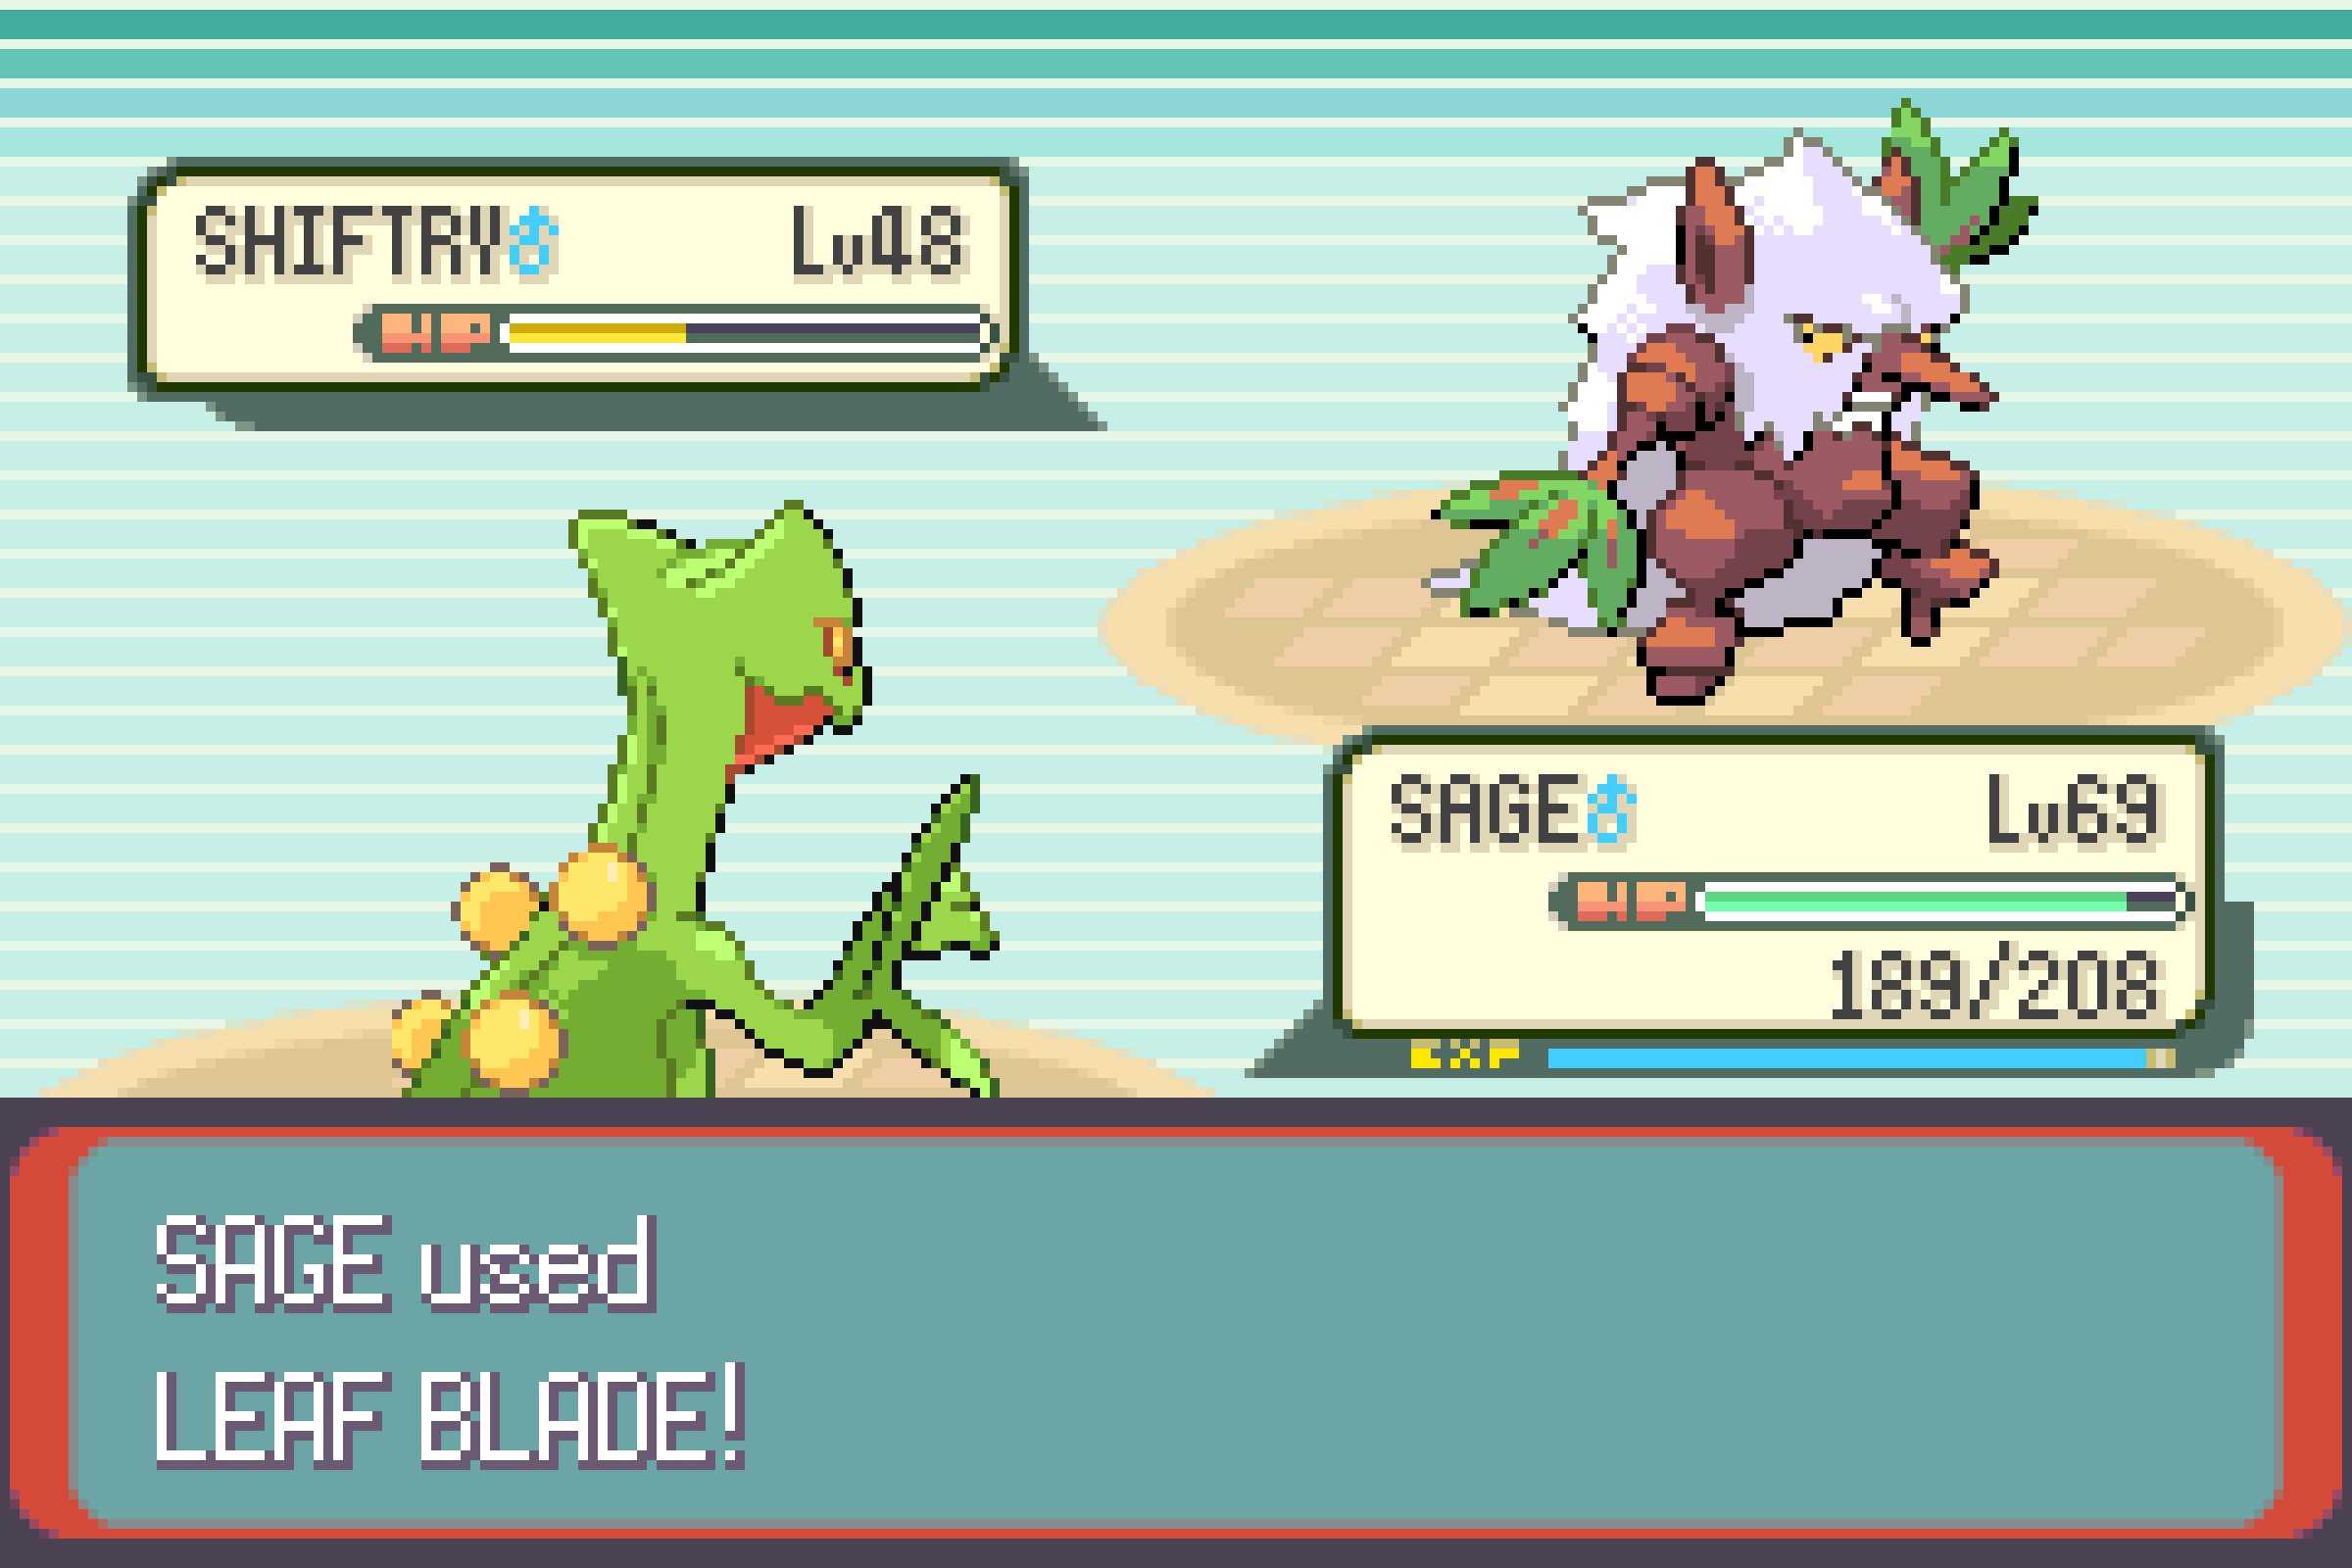 SHIFTRY♂ Lv48
HP
SAGE♂ Lv69
HP
189/208
EXP
SAGE used
LEAF BLADE!